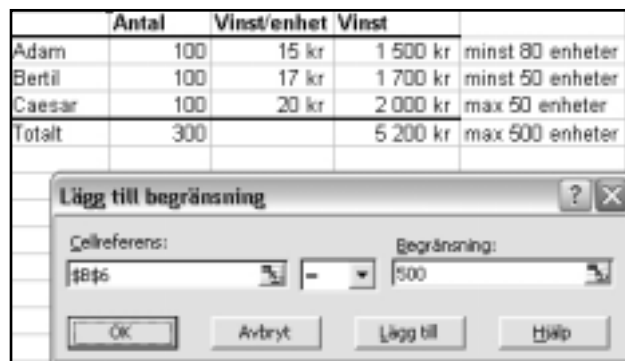 Antal Vinst/enhet Vinst
Adam 100 15 kr 1 500 kr minst 80 enheter
Bertil 100 17 kr 1 700 kr minst 50 enheter
Caesar 100 20 kr 2 000 kr max 50 enheter
Totalt 300 5 200 kr max 500 enheter
Lägg till begränsning
Cellreferens: Begränsning:
$B$6 = 500
OK Avbryt Lägg till Hjälp